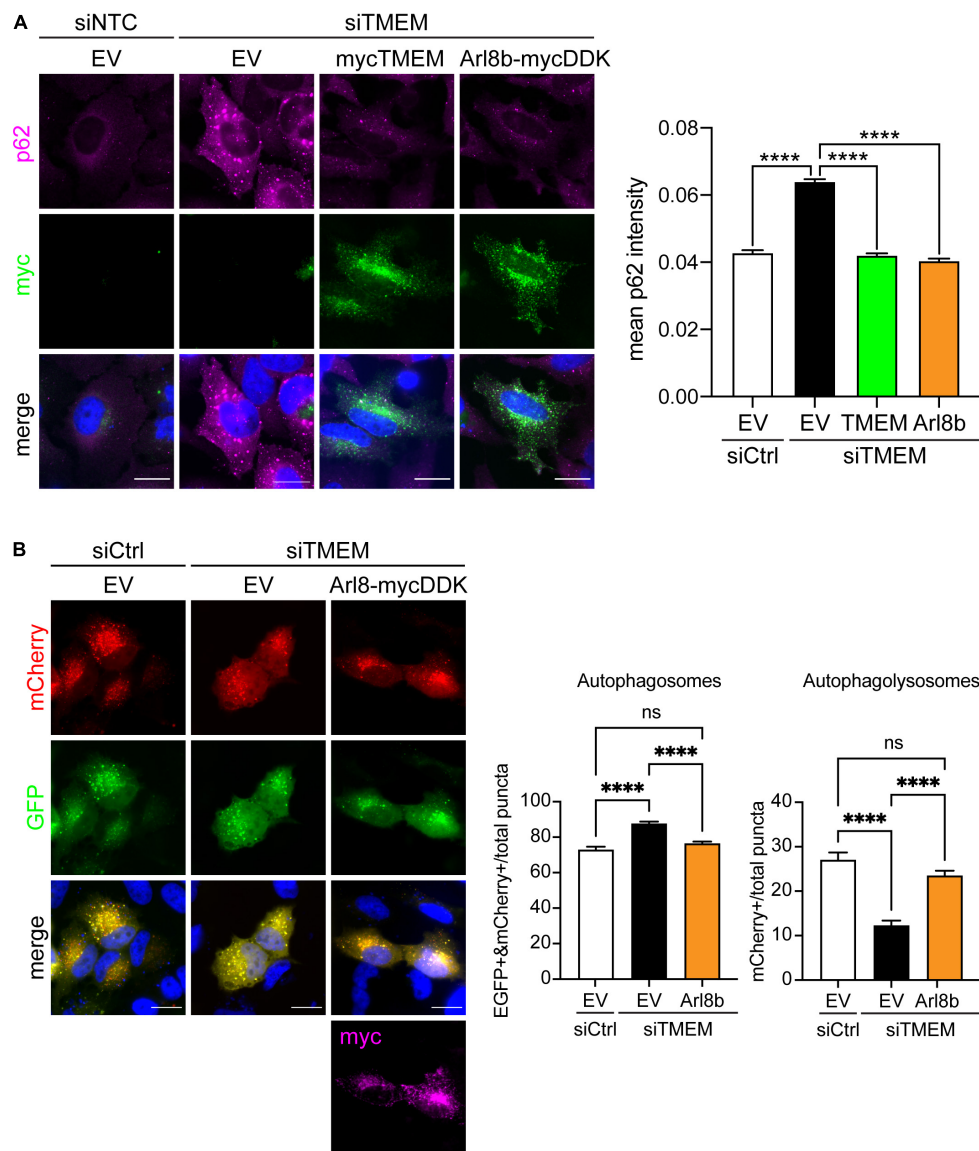 A
siNTC siTMEM
EV EV mycTMEM Arl8b-mycDDK
p62
myc
merge
mean p62 intensity
0.08
0.06
0.04
0.02
0.00
**** **** ****
EV EV TMEM Arl8b
siCtrl siTMEM
B
siCtrl siTMEM
EV EV Arl8-mycDDK
mCherry
GFP
merge
myc
Autophagosomes
ns
**** ****
EGFP+&mCherry+/total puncta
100
80
60
40
20
0
EV EV Arl8b
siCtrl siTMEM
Autophagolysosomes
ns
**** ****
mCherry+/total puncta
40
30
20
10
0
EV EV Arl8b
siCtrl siTMEM